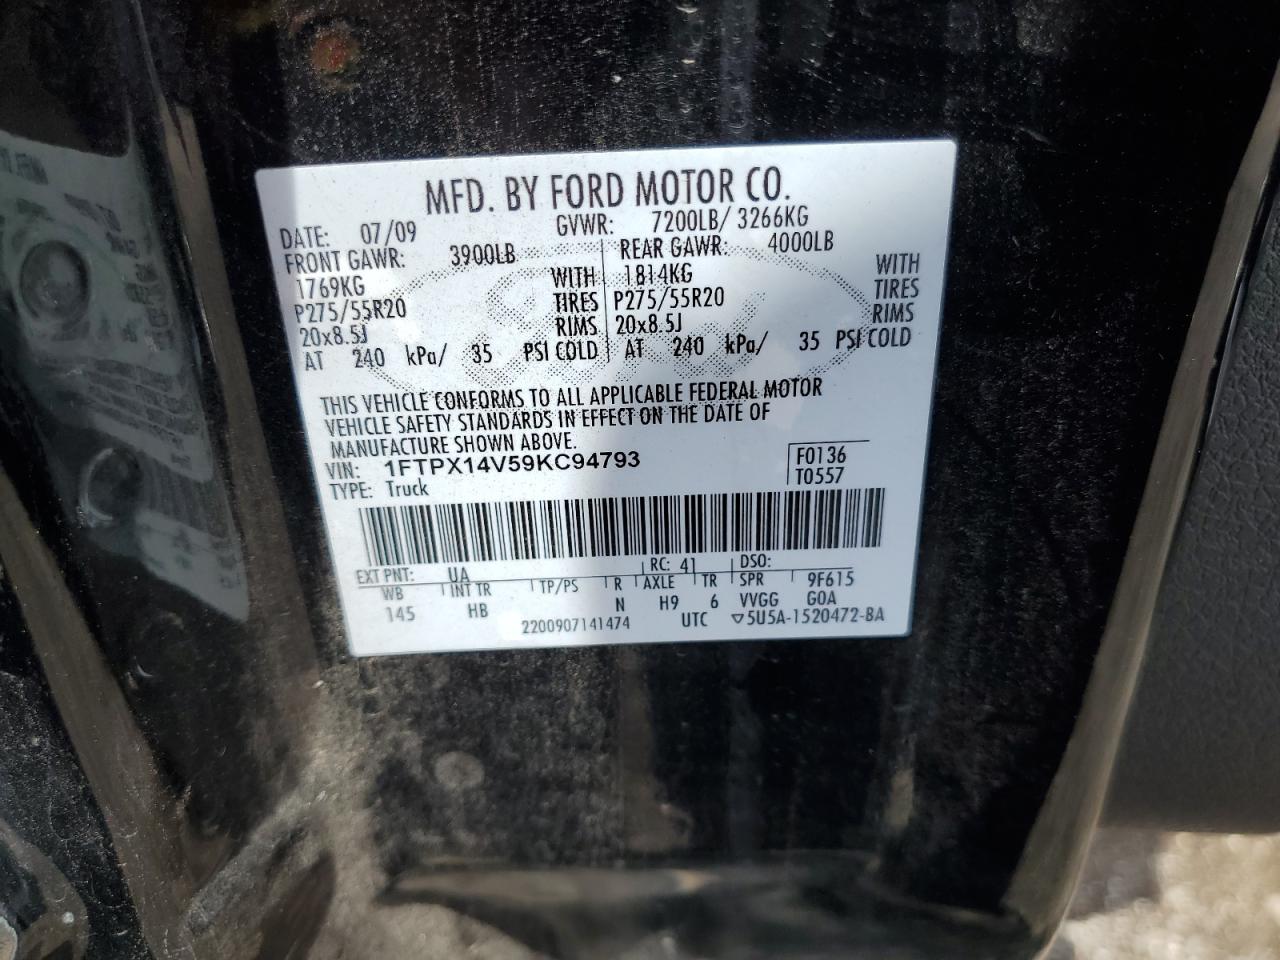 MFD. BY FORD MOTOR CO.
DATE: 07/09 GVWR: 7200LB/ 3266KG
FRONT GAWR: 3900LB REAR GAWR: 4000LB
1769KG WITH 1814KG WITH
P275/55R20 TIRES P275/55R20 TIRES
20x8.5J RIMS 20x8.5J RIMS
AT 240 kPa/ 35 PSI COLD AT 240 kPa/ 35 PSI COLD
THIS VEHICLE CONFORMS TO ALL APPLICABLE FEDERAL MOTOR
VEHICLE SAFETY STANDARDS IN EFFECT ON THE DATE OF
MANUFACTURE SHOWN ABOVE.
VIN: 1FTPX14V59KC94793 F0136
TYPE: Truck T0557
EXT PNT: UA RC: 41 DSO:
WB INT TR TP/PS R AXLE TR SPR 9F615
145 HB N H9 6 VVGG GOA
2200907141474 UTC ▽5U5A-1520472-BA